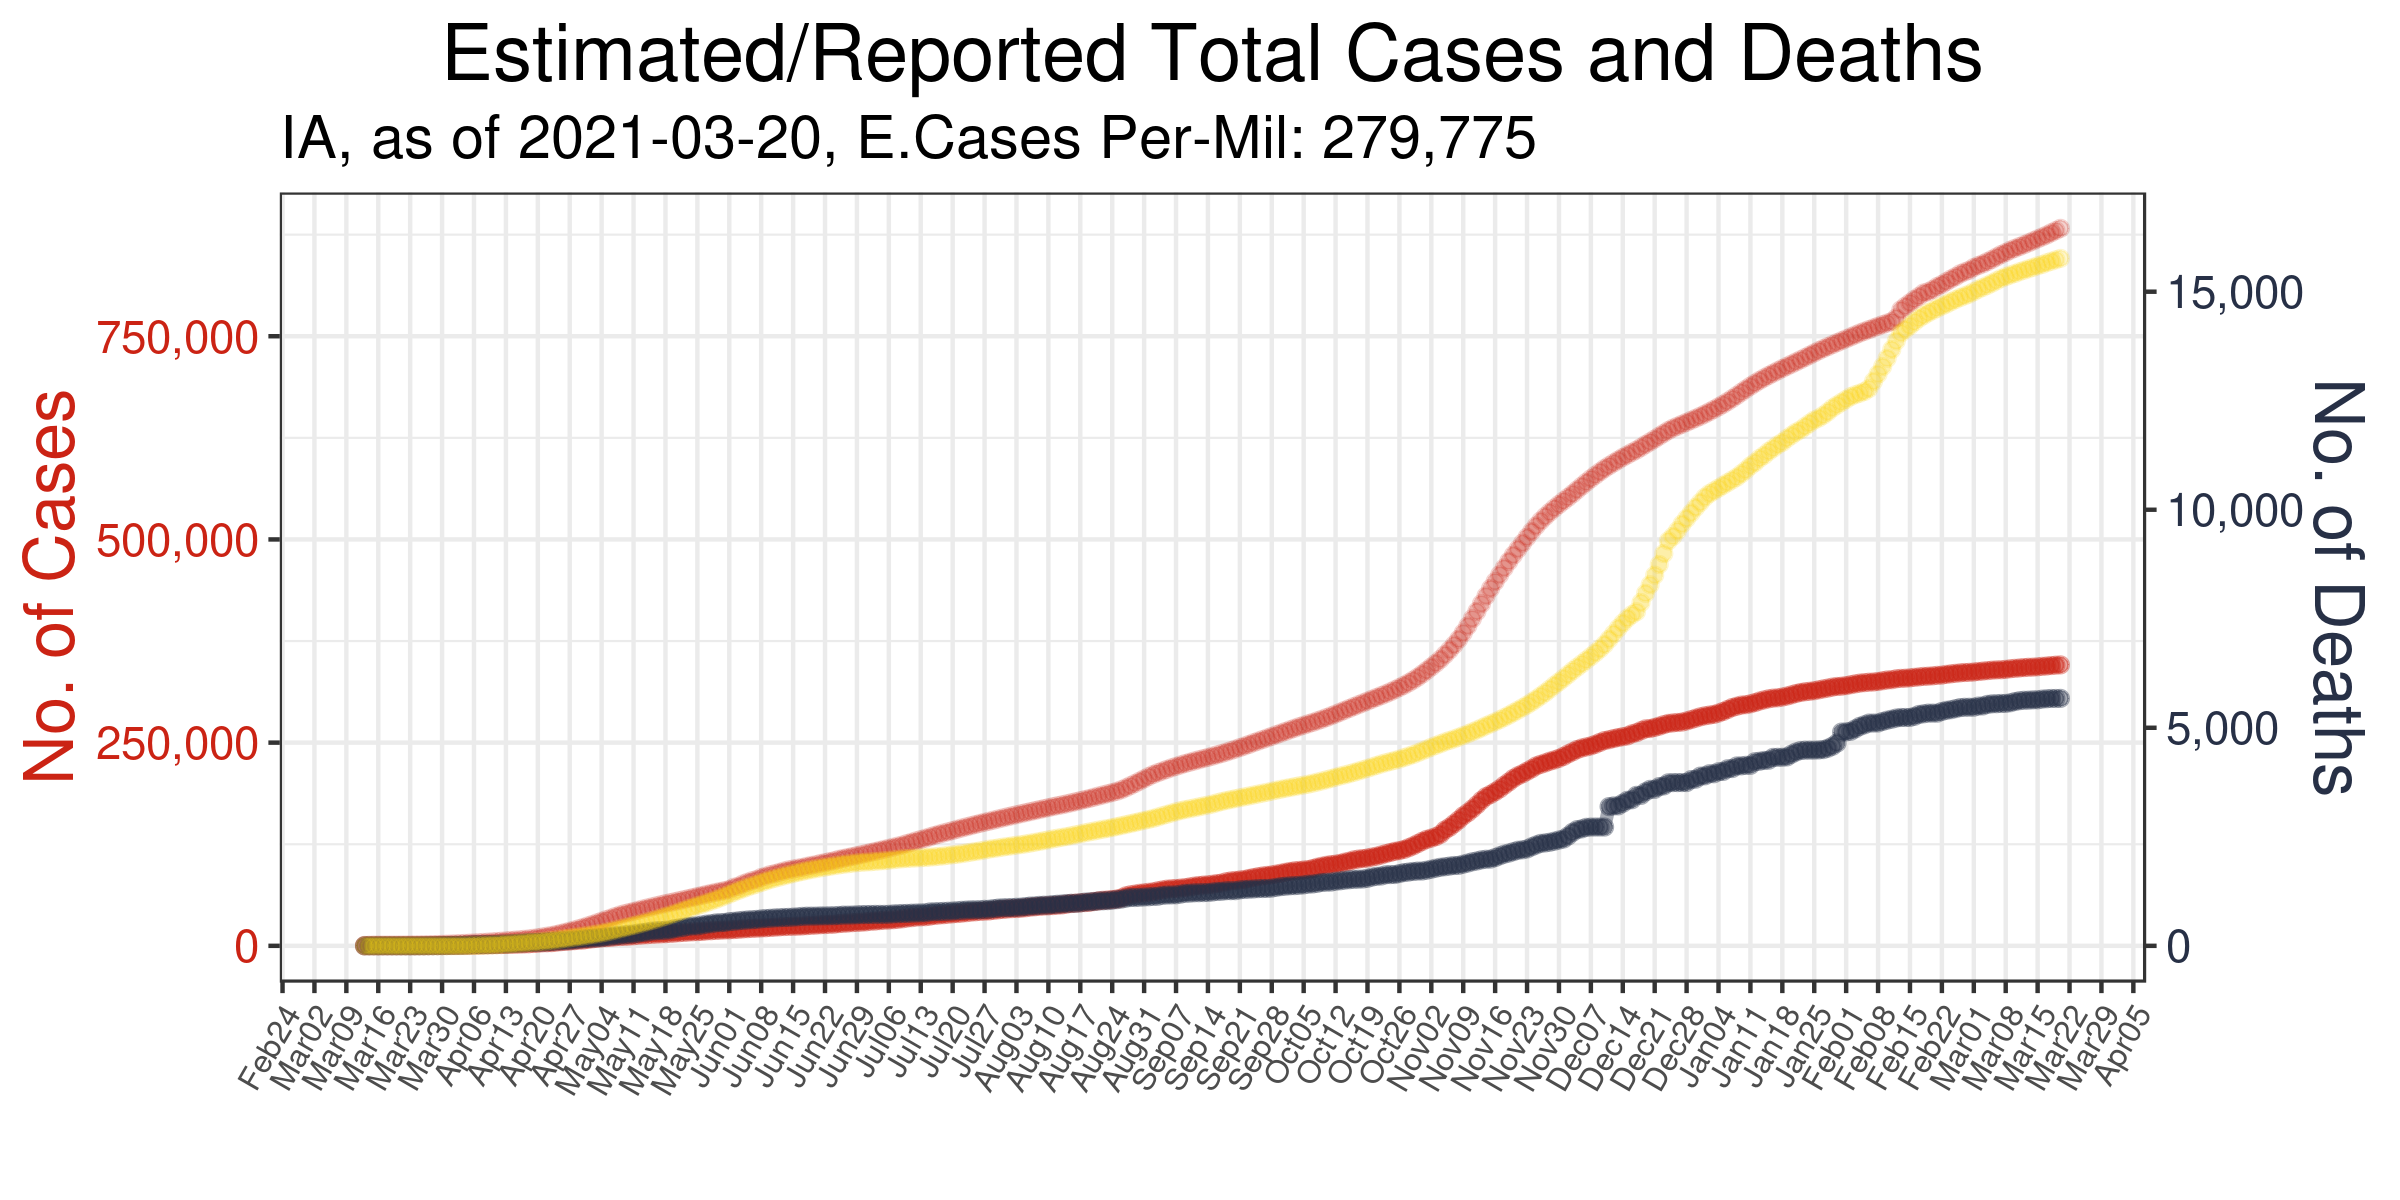 Estimated/Reported Total Cases and Deaths
IA, as of 2021-03-20, E.Cases Per-Mil: 279,775
No. of Cases
750,000
500,000
250,000
0
15,000
10,000
5,000
0
No. of Deaths
Feb24
Mar02
Mar09
Mar16
Mar23
Mar30
Apr06
Apr13
Apr20
Apr27
May04
May11
May18
May25
Jun01
Jun08
Jun15
Jun22
Jun29
Jul06
Jul13
Jul20
Jul27
Aug03
Aug10
Aug17
Aug24
Aug31
Sep07
Sep14
Sep21
Sep28
Oct05
Oct12
Oct19
Oct26
Nov02
Nov09
Nov16
Nov23
Nov30
Dec07
Dec14
Dec21
Dec28
Jan04
Jan11
Jan18
Jan25
Feb01
Feb08
Feb15
Feb22
Mar01
Mar08
Mar15
Mar22
Mar29
Apr05